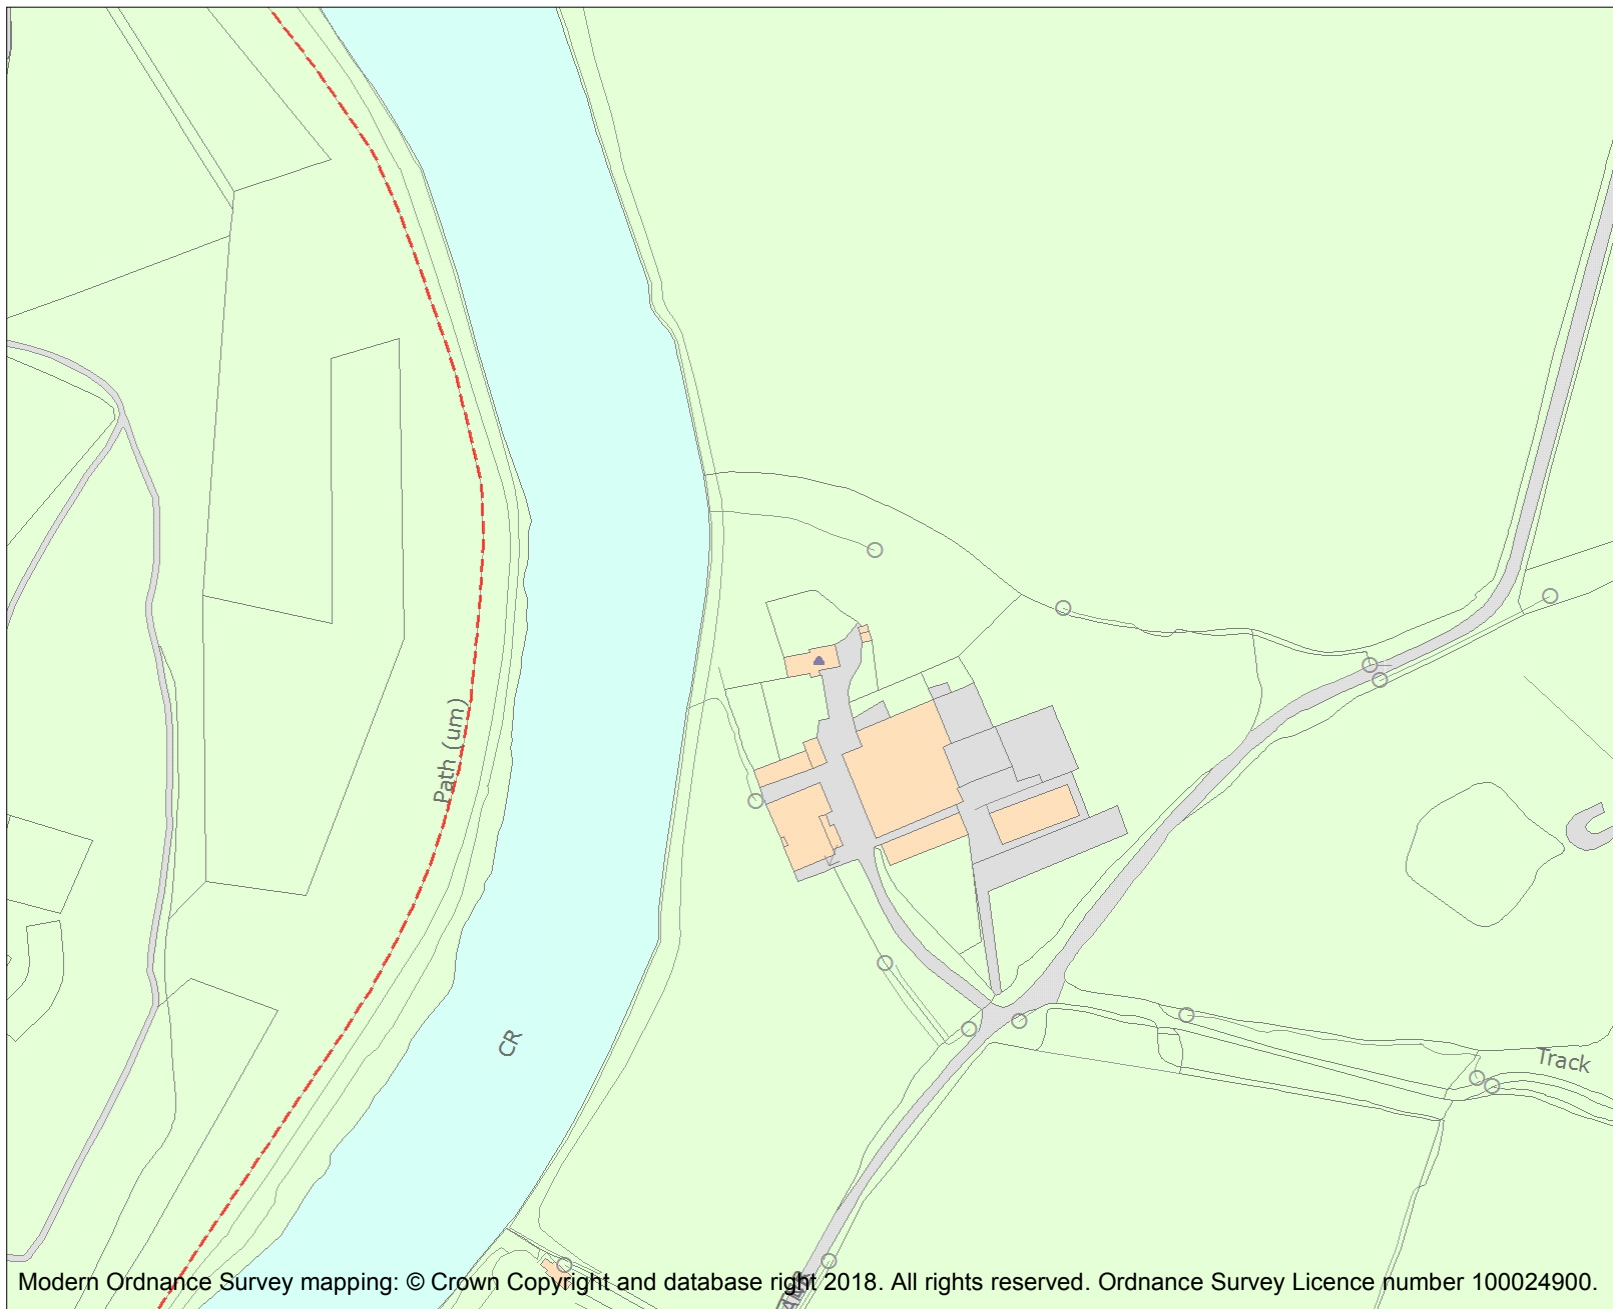 Path (um)
CR
Track
Modern Ordnance Survey mapping: © Crown Copyright and database right 2018. All rights reserved. Ordnance Survey Licence number 100024900.